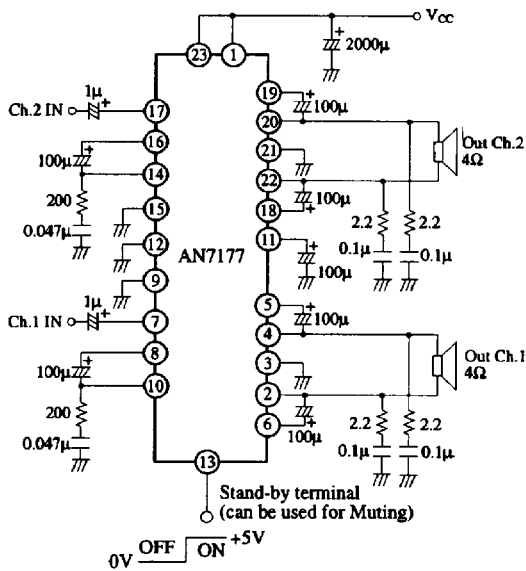 Vcc
23
1
2000μ
1μ
Ch.2 IN
17
19
100μ
16
20
Out Ch.2
4Ω
100μ
21
14
22
200
100μ
15
18
2.2
2.2
0.047μ
11
12
AN7177
0.1μ
0.1μ
9
100μ
1μ
5
Ch.1 IN
7
4
100μ
8
3
Out Ch.1
4Ω
100μ
10
2
200
6
2.2
2.2
100μ
0.047μ
0.1μ
0.1μ
13
Stand-by terminal
(can be used for Muting)
0V OFF ON +5V